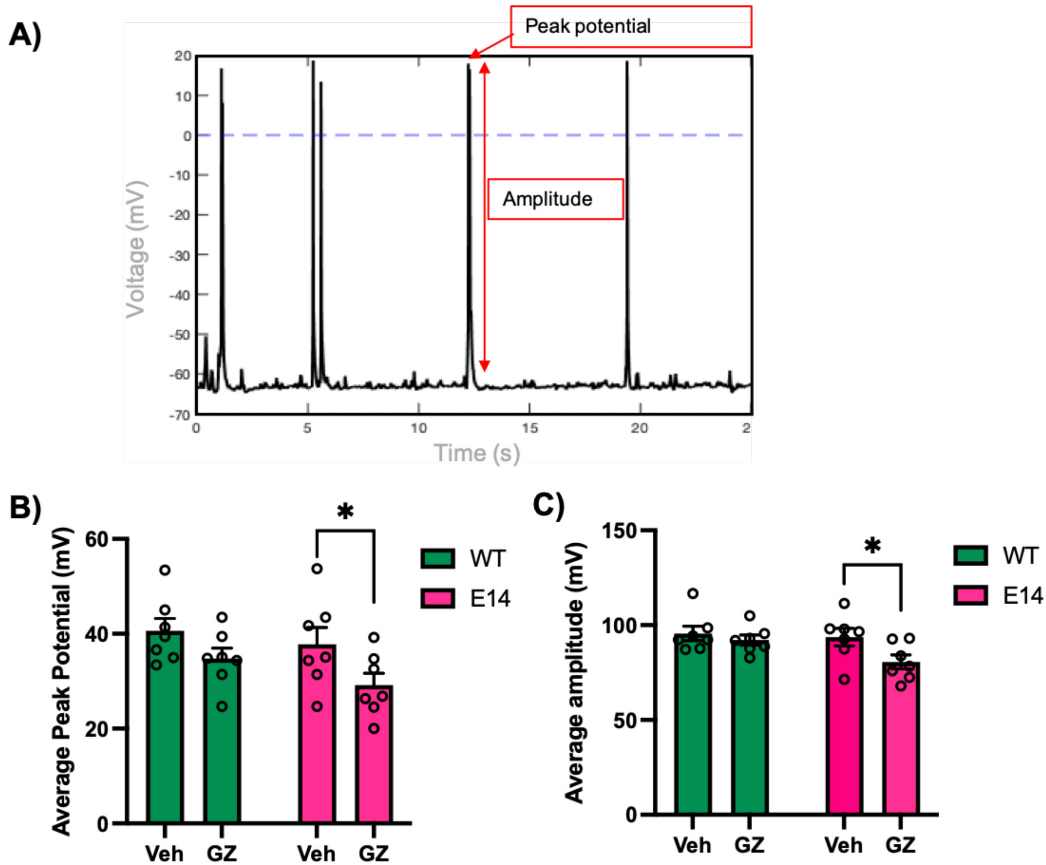 A)
Peak potential
20
10
0
-10
-20
-30
-40
-50
-60
-70
Voltage (mV)
Amplitude
0
5
10
15
20
2
Time (s)
B)
Average Peak Potential (mV)
60
40
20
0
*
WT
E14
Veh
GZ
Veh
GZ
C)
Average amplitude (mV)
150
100
50
0
*
WT
E14
Veh
GZ
Veh
GZ